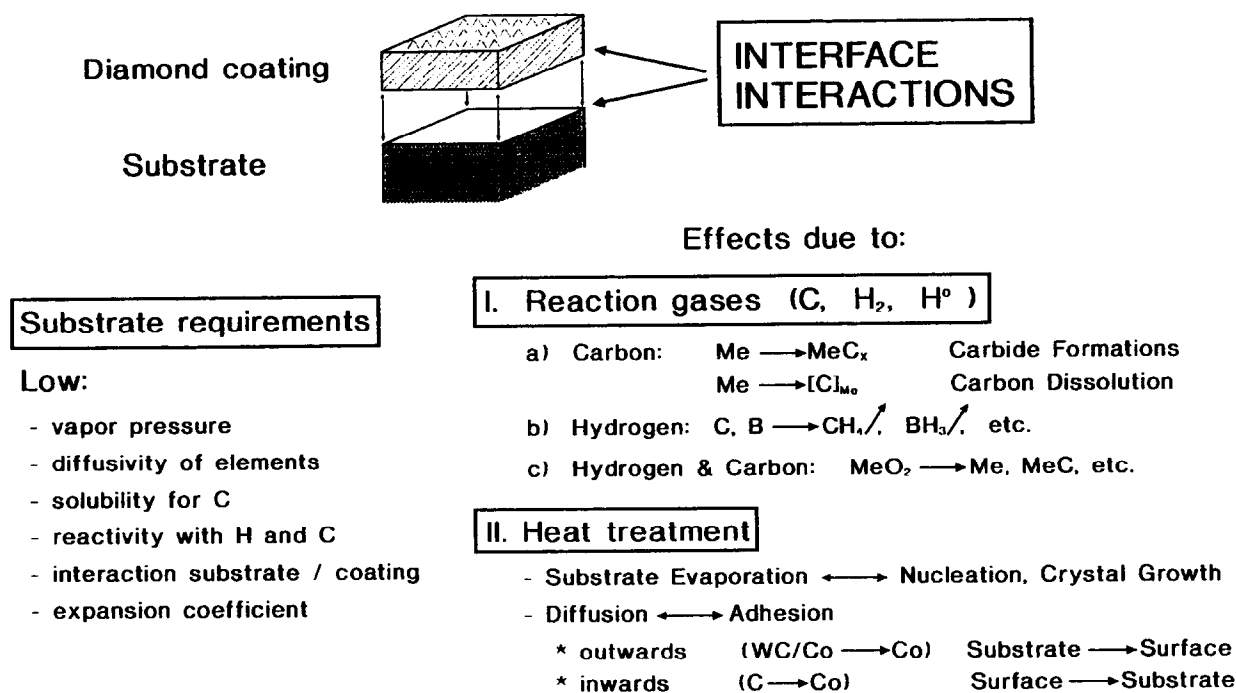 Diamond coating
Substrate
INTERFACE
INTERACTIONS
Effects due to:
Substrate requirements
Low:
- vapor pressure
- diffusivity of elements
- solubility for C
- reactivity with H and C
- interaction substrate / coating
- expansion coefficient
I. Reaction gases (C, H₂, H° )
a) Carbon: Me ⟶ MeCₓ Carbide Formations
Me ⟶ [C]Me Carbon Dissolution
b) Hydrogen: C, B ⟶ CH₄↗, BH₃↗, etc.
c) Hydrogen & Carbon: MeO₂ ⟶ Me, MeC, etc.
II. Heat treatment
- Substrate Evaporation ⟷ Nucleation, Crystal Growth
- Diffusion ⟷ Adhesion
* outwards (WC/Co ⟶ Co) Substrate ⟶ Surface
* inwards (C ⟶ Co) Surface ⟶ Substrate